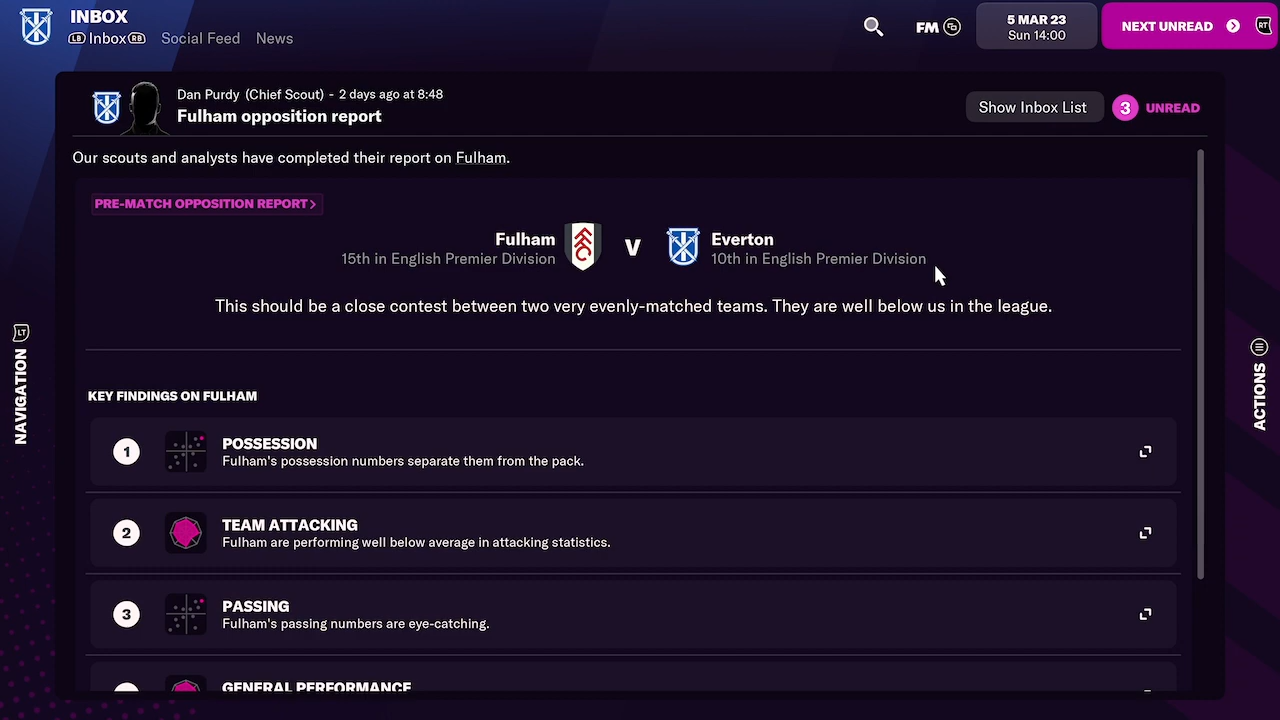 INBOX
LB Inbox RB Social Feed News
FM
5 MAR 23
Sun 14:00
NEXT UNREAD
RT
Dan Purdy (Chief Scout) - 2 days ago at 8:48
Fulham opposition report
Show Inbox List
3 UNREAD
Our scouts and analysts have completed their report on Fulham.
PRE-MATCH OPPOSITION REPORT
Fulham
15th in English Premier Division
V
Everton
10th in English Premier Division
This should be a close contest between two very evenly-matched teams. They are well below us in the league.
LT
NAVIGATION
ACTIONS
KEY FINDINGS ON FULHAM
1
POSSESSION
Fulham's possession numbers separate them from the pack.
2
TEAM ATTACKING
Fulham are performing well below average in attacking statistics.
3
PASSING
Fulham's passing numbers are eye-catching.
GENERAL PERFORMANCE